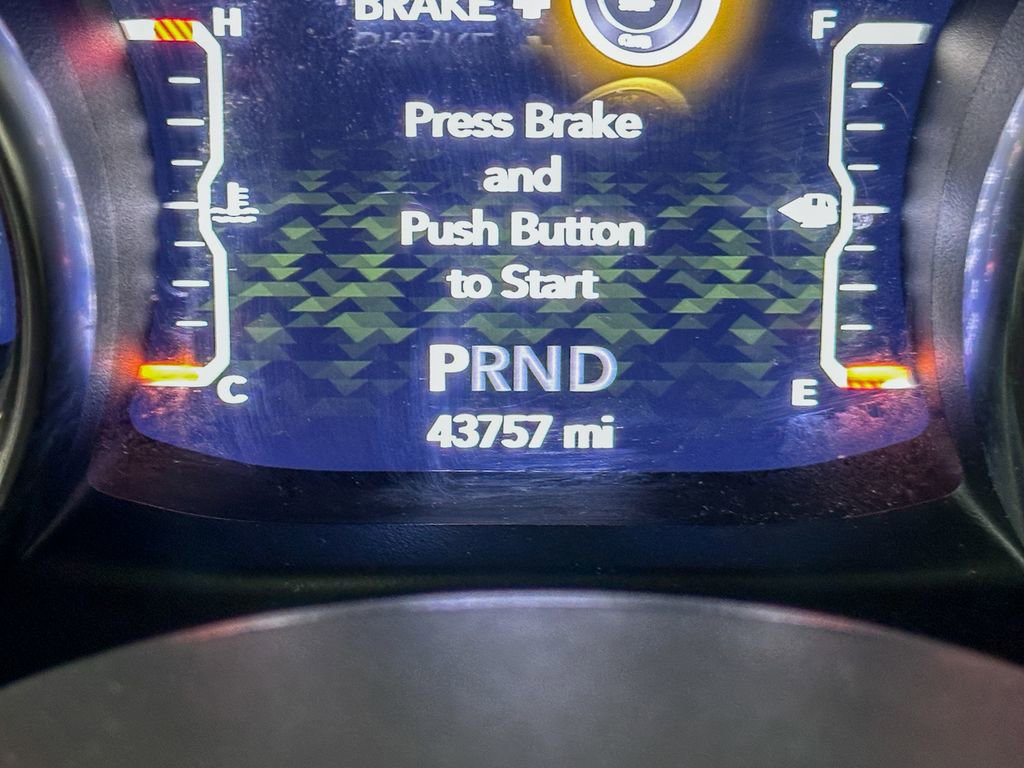 H
BRAKE +
F
Press Brake
and
Push Button
to Start
PRND
C
E
43757 mi